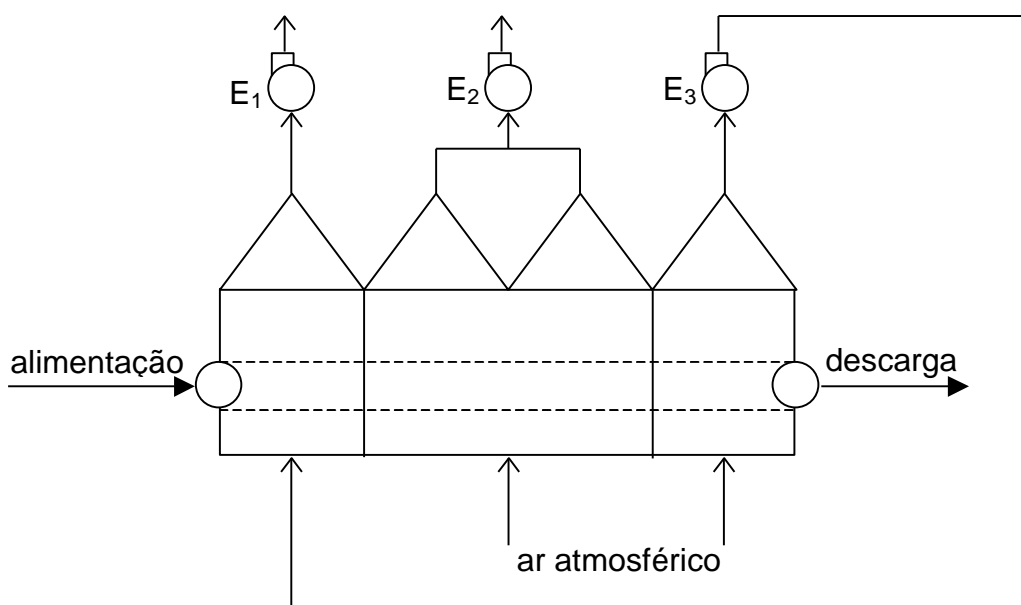 E₁
E₂
E₃
alimentação
descarga
ar atmosférico